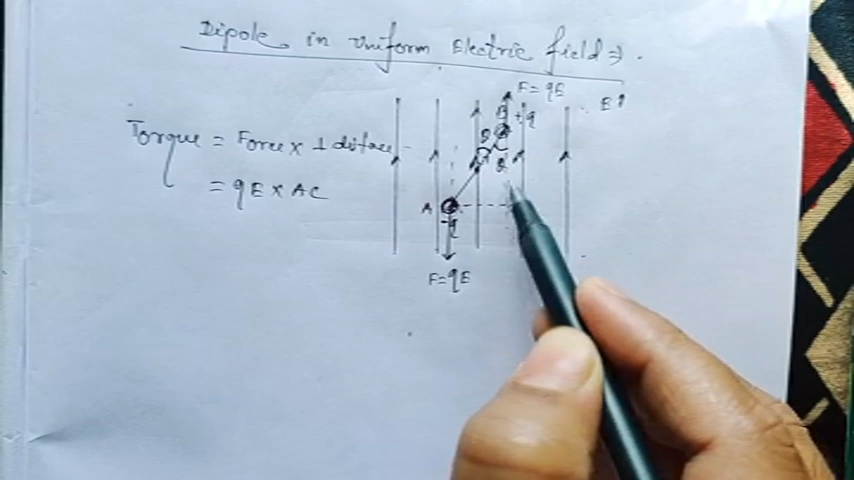 Dipole in Uniform Electric field ⇒.
F = qE
E
B
+q
Torque = Force × ⊥ distance
θ
θ
= qE × AC
A
-q
F = qE